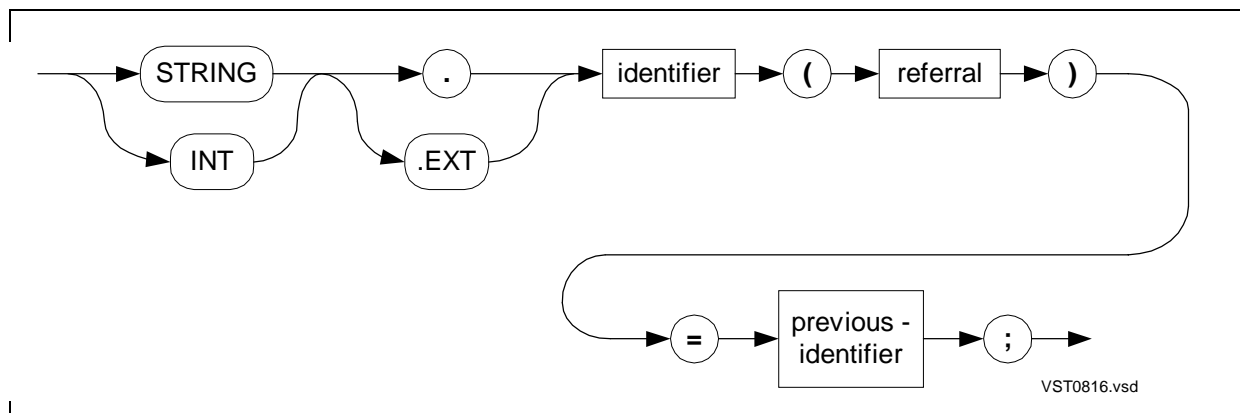 STRING . identifier ( referral )
INT .EXT
= previous - ;
identifier
VST0816.vsd